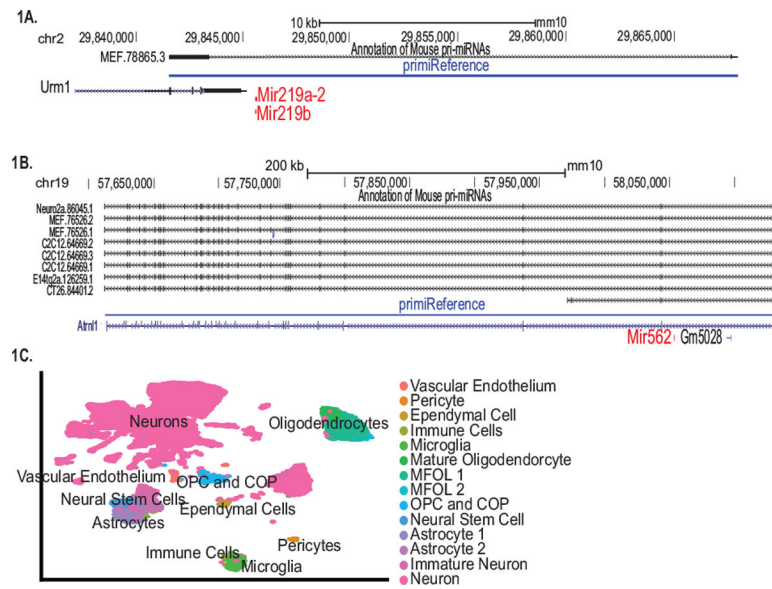 1A.
10 kb mm10
chr2 29,840,000 29,845,000 29,850,000 29,855,000 29,860,000 29,865,000
Annotation of Mouse pri-miRNAs
MEF.78865.3
primiReference
Urm1
Mir219a-2
Mir219b
1B.
200 kb mm10
chr19 57,650,000 57,750,000 57,850,000 57,950,000 58,050,000
Annotation of Mouse pri-miRNAs
Neuro2a.86045.1
MEF.76526.2
MEF.76526.1
C2C12.64669.2
C2C12.64669.3
C2C12.64669.1
E14tg2a.126259.1
CT26.84401.2
primiReference
Atrnl1
Mir562 Gm5028
1C.
Neurons
Oligodendrocytes
Vascular Endothelium
OPC and COP
Neural Stem Cells
Ependymal Cells
Astrocytes
Immune Cells
Pericytes
Microglia
Vascular Endothelium
Pericyte
Ependymal Cell
Immune Cells
Microglia
Mature Oligodendorcyte
MFOL 1
MFOL 2
OPC and COP
Neural Stem Cell
Astrocyte 1
Astrocyte 2
Immature Neuron
Neuron